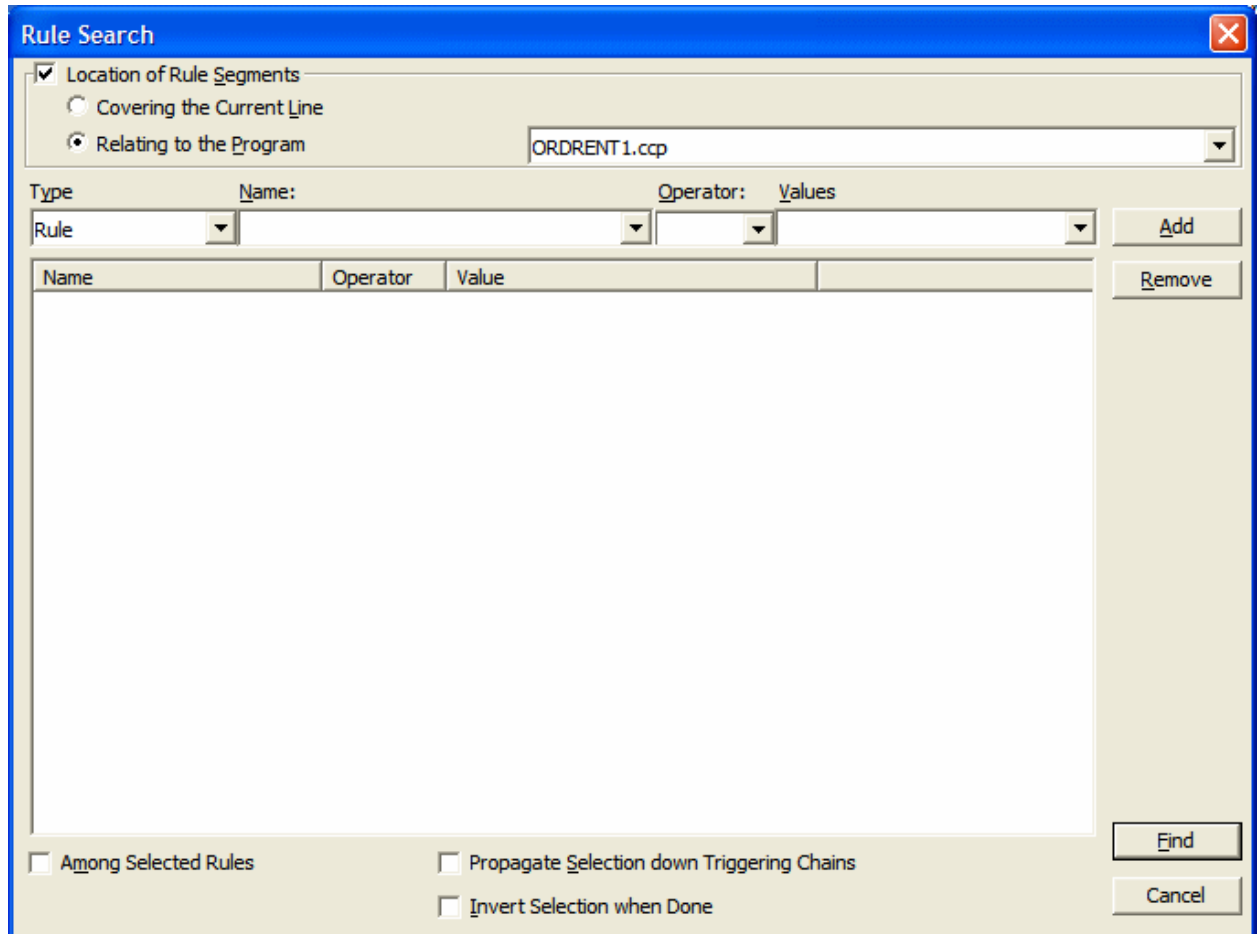 Rule Search
Location of Rule Segments
Covering the Current Line
Relating to the Program ORDRENT1.ccp
Type Name: Operator: Values
Rule Add
Name Operator Value Remove
Find
Among Selected Rules Propagate Selection down Triggering Chains
Invert Selection when Done Cancel